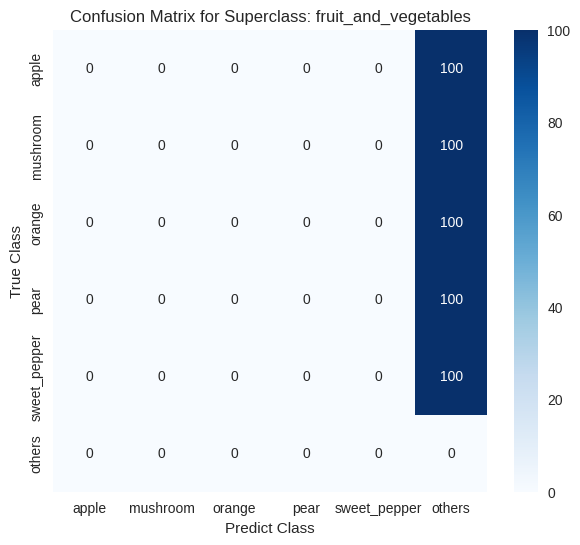 Confusion Matrix for Superclass: fruit_and_vegetables
True Class
apple 0 0 0 0 0 100
mushroom 0 0 0 0 0 100
orange 0 0 0 0 0 100
pear 0 0 0 0 0 100
sweet_pepper 0 0 0 0 0 100
others 0 0 0 0 0 0
apple mushroom orange pear sweet_pepper others
Predict Class
100
80
60
40
20
0